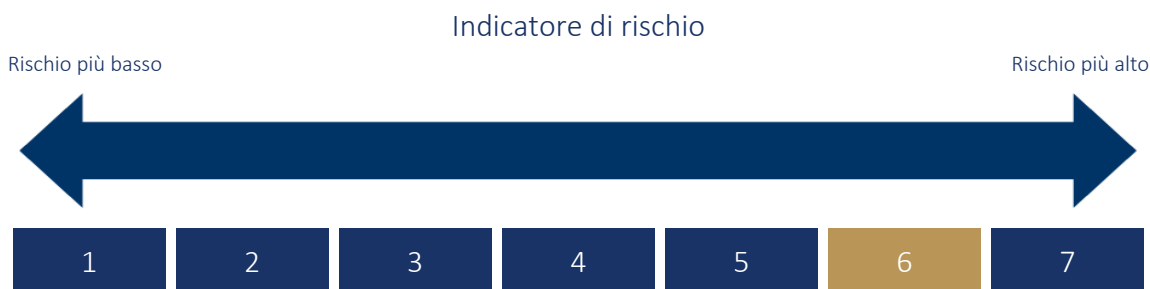 Indicatore di rischio
Rischio più basso Rischio più alto
1 2 3 4 5 6 7